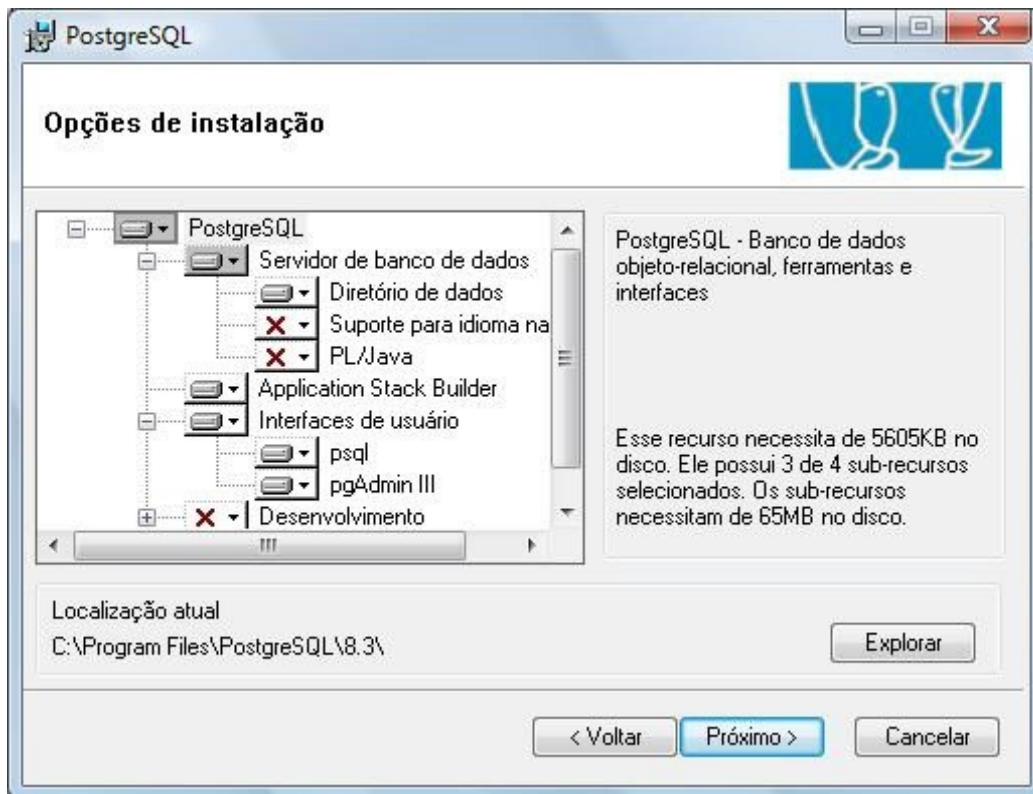 PostgreSQL
Opções de instalação
PostgreSQL
Servidor de banco de dados
Diretório de dados
Suporte para idioma na
PL/Java
Application Stack Builder
Interfaces de usuário
psql
pgAdmin III
Desenvolvimento
PostgreSQL - Banco de dados
objeto-relacional, ferramentas e
interfaces
Esse recurso necessita de 5605KB no
disco. Ele possui 3 de 4 sub-recursos
selecionados. Os sub-recursos
necessitam de 65MB no disco.
Localização atual
C:\Program Files\PostgreSQL\8.3\
Explorar
< Voltar
Próximo >
Cancelar